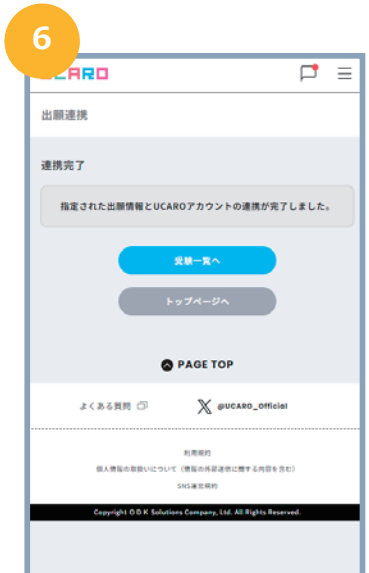 6
UCARO
出願連携
連携完了
指定された出願情報とUCAROアカウントの連携が完了しました。
受験一覧へ
トップページへ
PAGE TOP
よくある質問
@UCARO_Official
利用規約
個人情報の取扱いについて（情報の外部送信に関する内容を含む）
SNS運営規約
Copyright O D K Solutions Company, Ltd. All Rights Reserved.